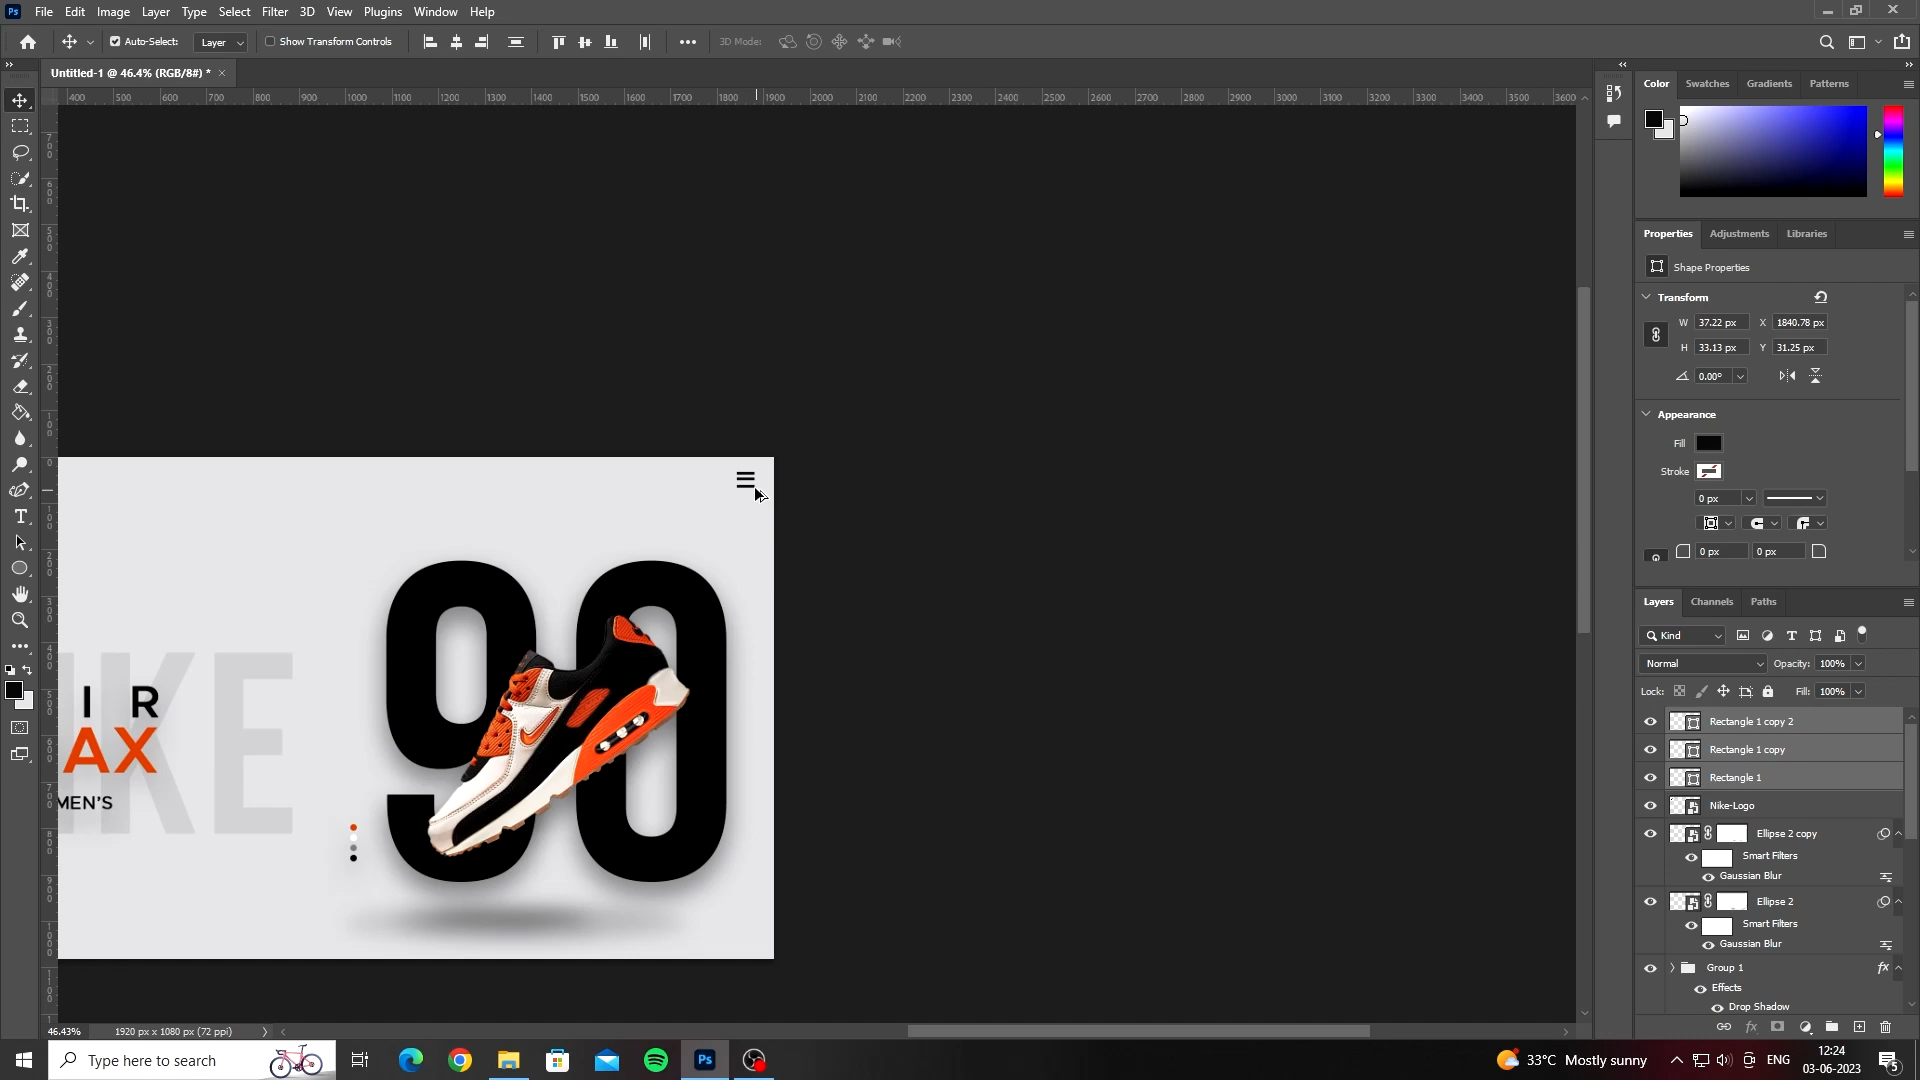 Ps File Edit Image Layer Type Select Filter 3D View Plugins Window Help
Auto-Select: Layer Show Transform Controls 3D Mode:
Untitled-1 @ 46.4% (RGB/8#) *
400 500 600 700 800 900 1000 1100 1200 1300 1400 1500 1600 1700 1800 1900 2000 2100 2200 2300 2400 2500 2600 2700 2800 2900 3000 3100 3200 3300 3400 3500 3600
Color Swatches Gradients Patterns
Properties Adjustments Libraries
Shape Properties
Transform
W 37.22 px X 1840.78 px
H 33.13 px Y 31.25 px
0.00°
Appearance
Fill
Stroke
0 px
0 px 0 px
90
IKE
I R
AX
MEN'S
Layers Channels Paths
Kind
Normal Opacity: 100%
Lock: Fill: 100%
Rectangle 1 copy 2
Rectangle 1 copy
Rectangle 1
Nike-Logo
Ellipse 2 copy
Smart Filters
Gaussian Blur
Ellipse 2
Smart Filters
Gaussian Blur
Group 1 fx
Effects
Drop Shadow
46.43% 1920 px x 1080 px (72 ppi)
Type here to search
Ps
33°C Mostly sunny
ENG
12:24
03-06-2023
5